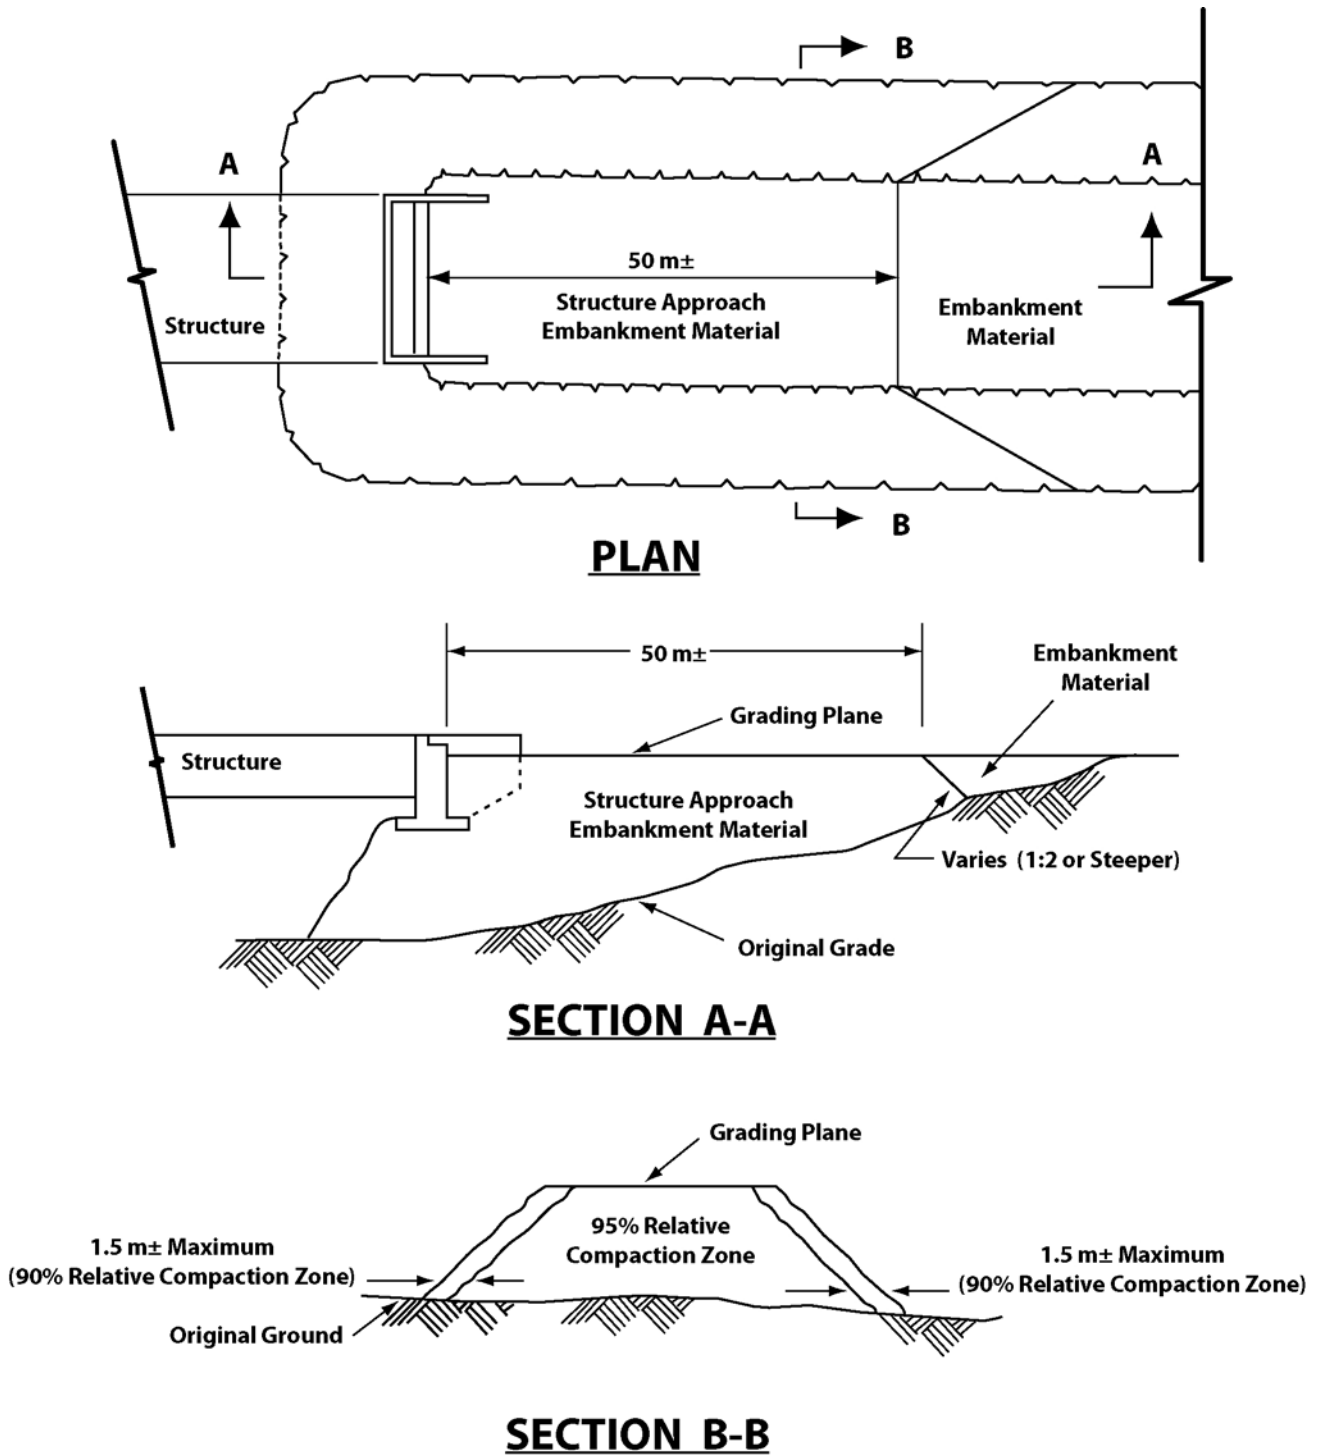 B
A
A
50 m±
Structure Approach
Embankment Material
Embankment
Material
Structure
B
PLAN
50 m±
Embankment
Material
Grading Plane
Structure
Structure Approach
Embankment Material
Varies (1:2 or Steeper)
Original Grade
SECTION A-A
Grading Plane
95% Relative
Compaction Zone
1.5 m± Maximum
(90% Relative Compaction Zone)
1.5 m± Maximum
(90% Relative Compaction Zone)
Original Ground
SECTION B-B